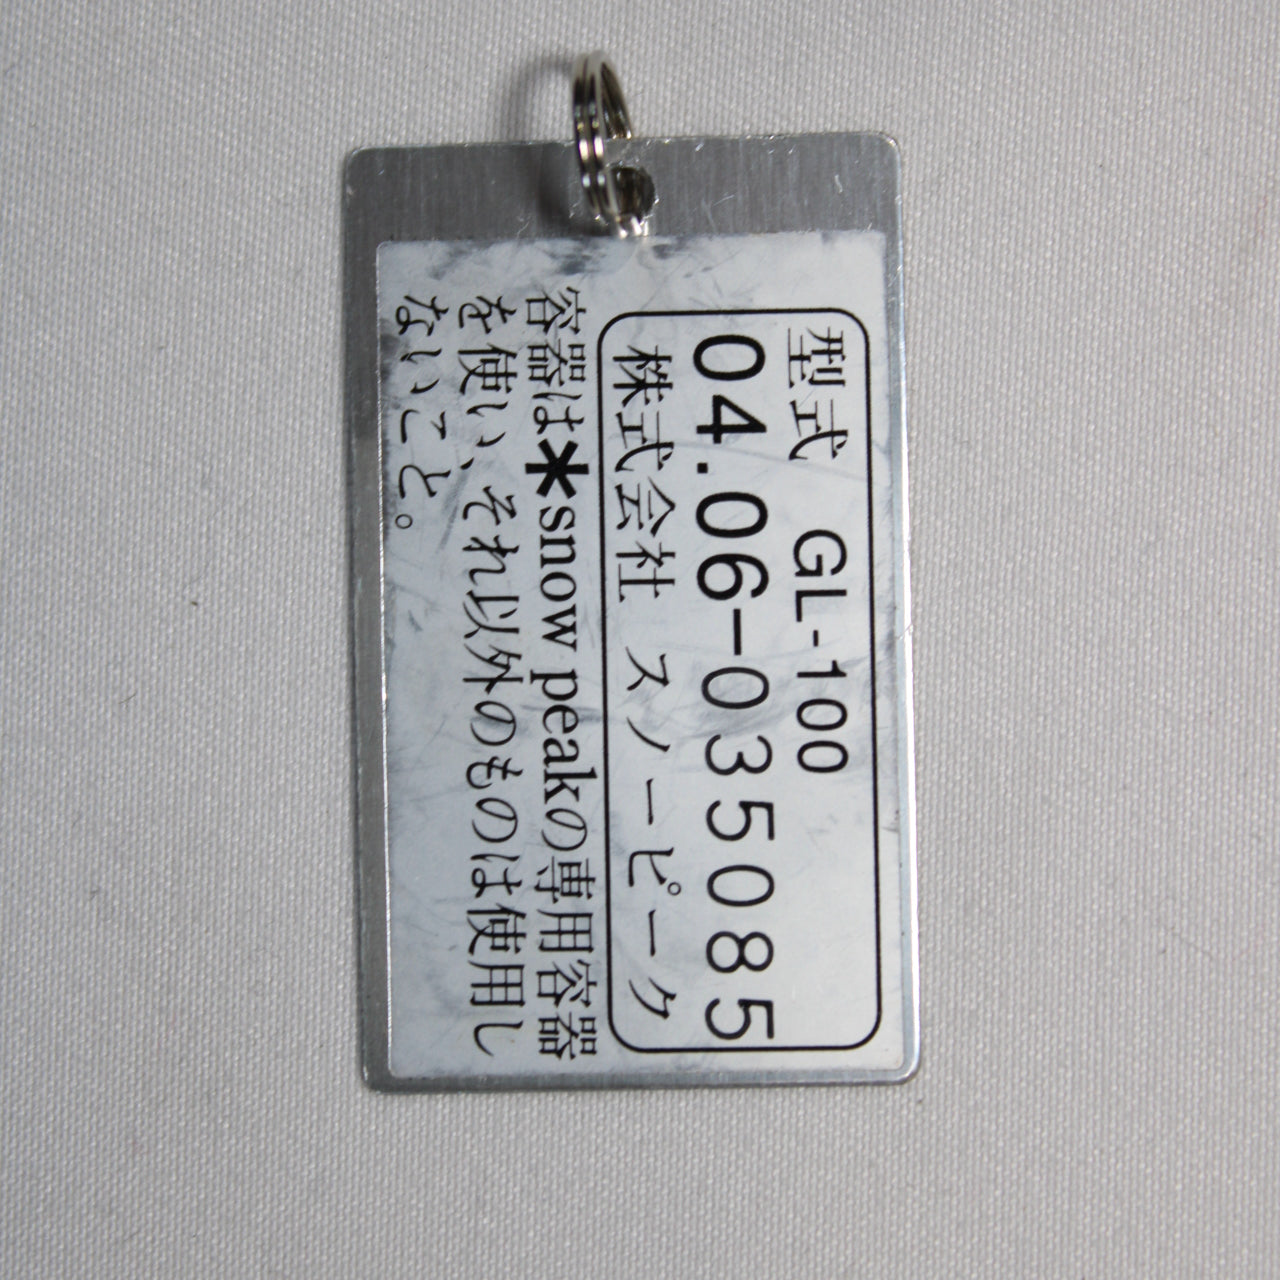 型式 GL-100
04.06-035085
株式会社 スノーピーク
容器は*snow peakの専用容器
を使い、それ以外のものは使用し
ないこと。